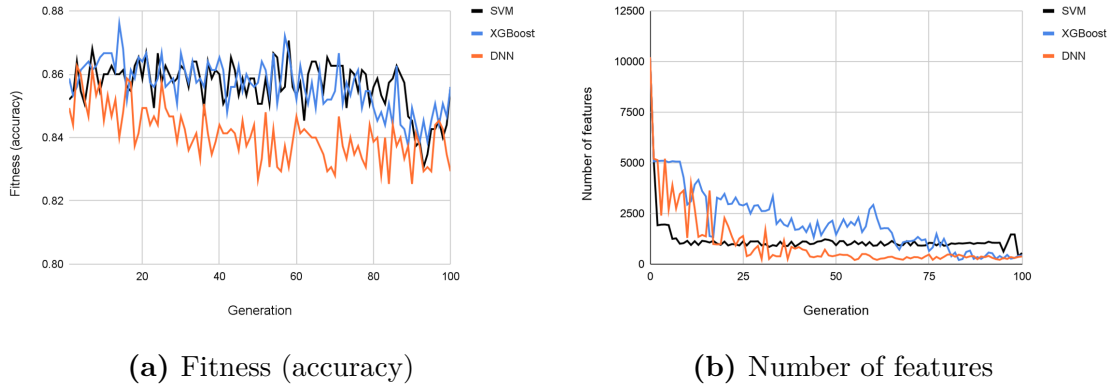 0.88
0.86
0.84
0.82
0.80
Fitness (accuracy)
20
40
60
80
100
Generation
SVM
XGBoost
DNN
(a) Fitness (accuracy)
12500
10000
7500
5000
2500
0
Number of features
0
25
50
75
100
Generation
SVM
XGBoost
DNN
(b) Number of features